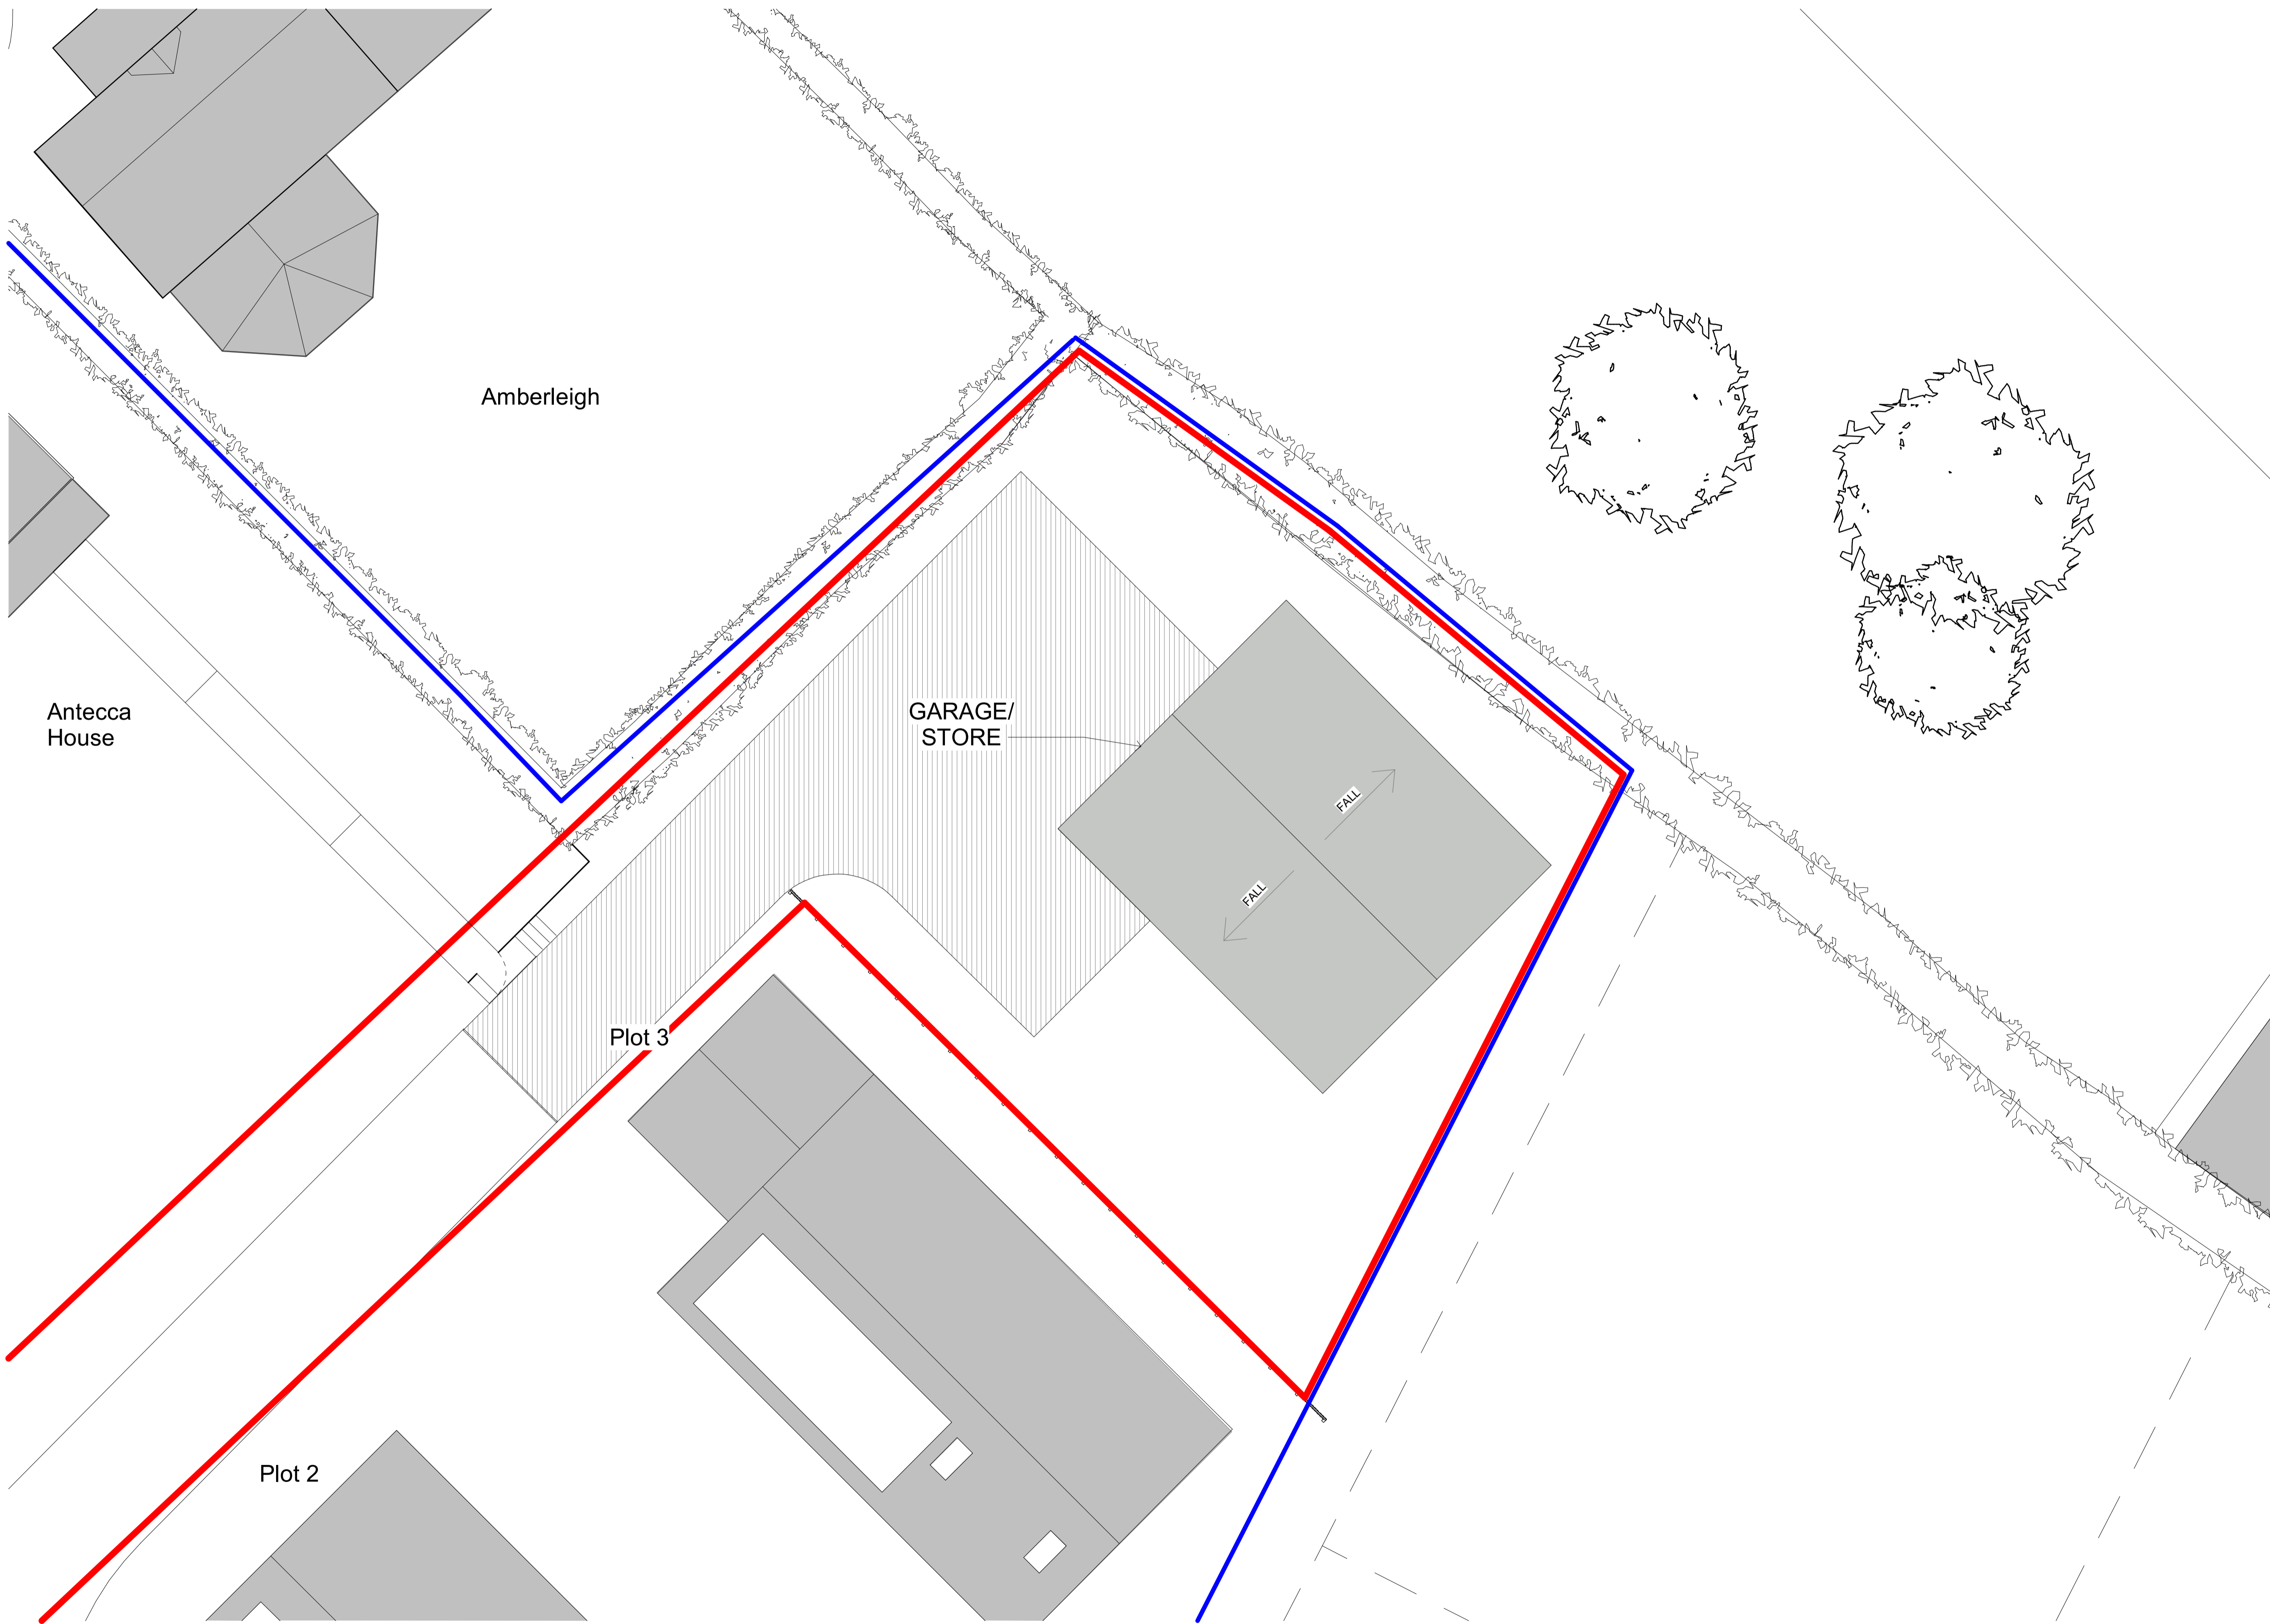 Amberleigh
Antecca
House
GARAGE/
STORE
FALL
FALL
Plot 3
Plot 2